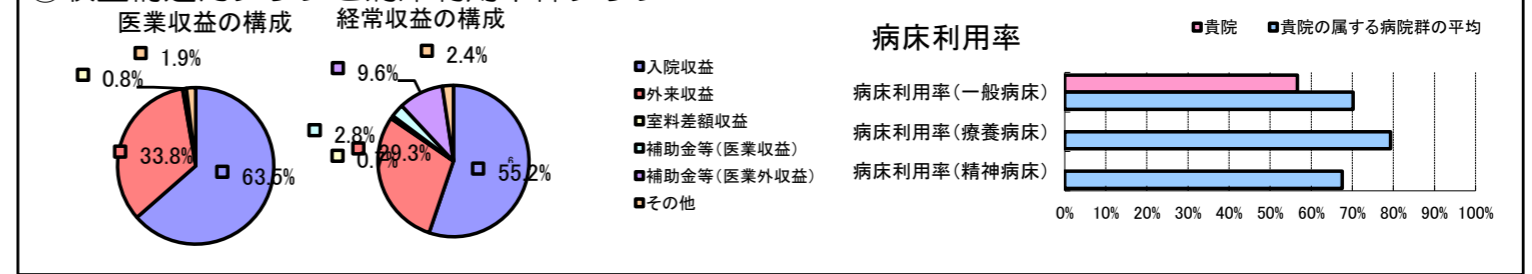 医業収益の構成
経常収益の構成
1.9%
0.8%
33.8%
63.5%
2.4%
9.6%
2.8%
29.3%
55.2%
入院収益
外来収益
室料差額収益
補助金等(医業収益)
補助金等(医業外収益)
その他
病床利用率
貴院 貴院の属する病院群の平均
病床利用率(一般病床)
病床利用率(療養病床)
病床利用率(精神病床)
0% 10% 20% 30% 40% 50% 60% 70% 80% 90% 100%